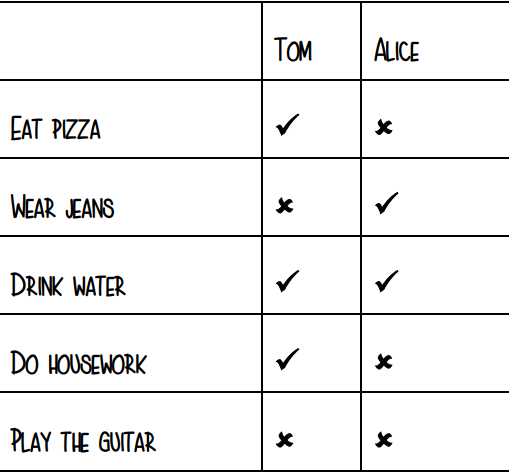 Tom Alice
Eat pizza ✓ ✗
Wear jeans ✗ ✓
Drink water ✓ ✓
Do housework ✓ ✗
Play the guitar ✗ ✗